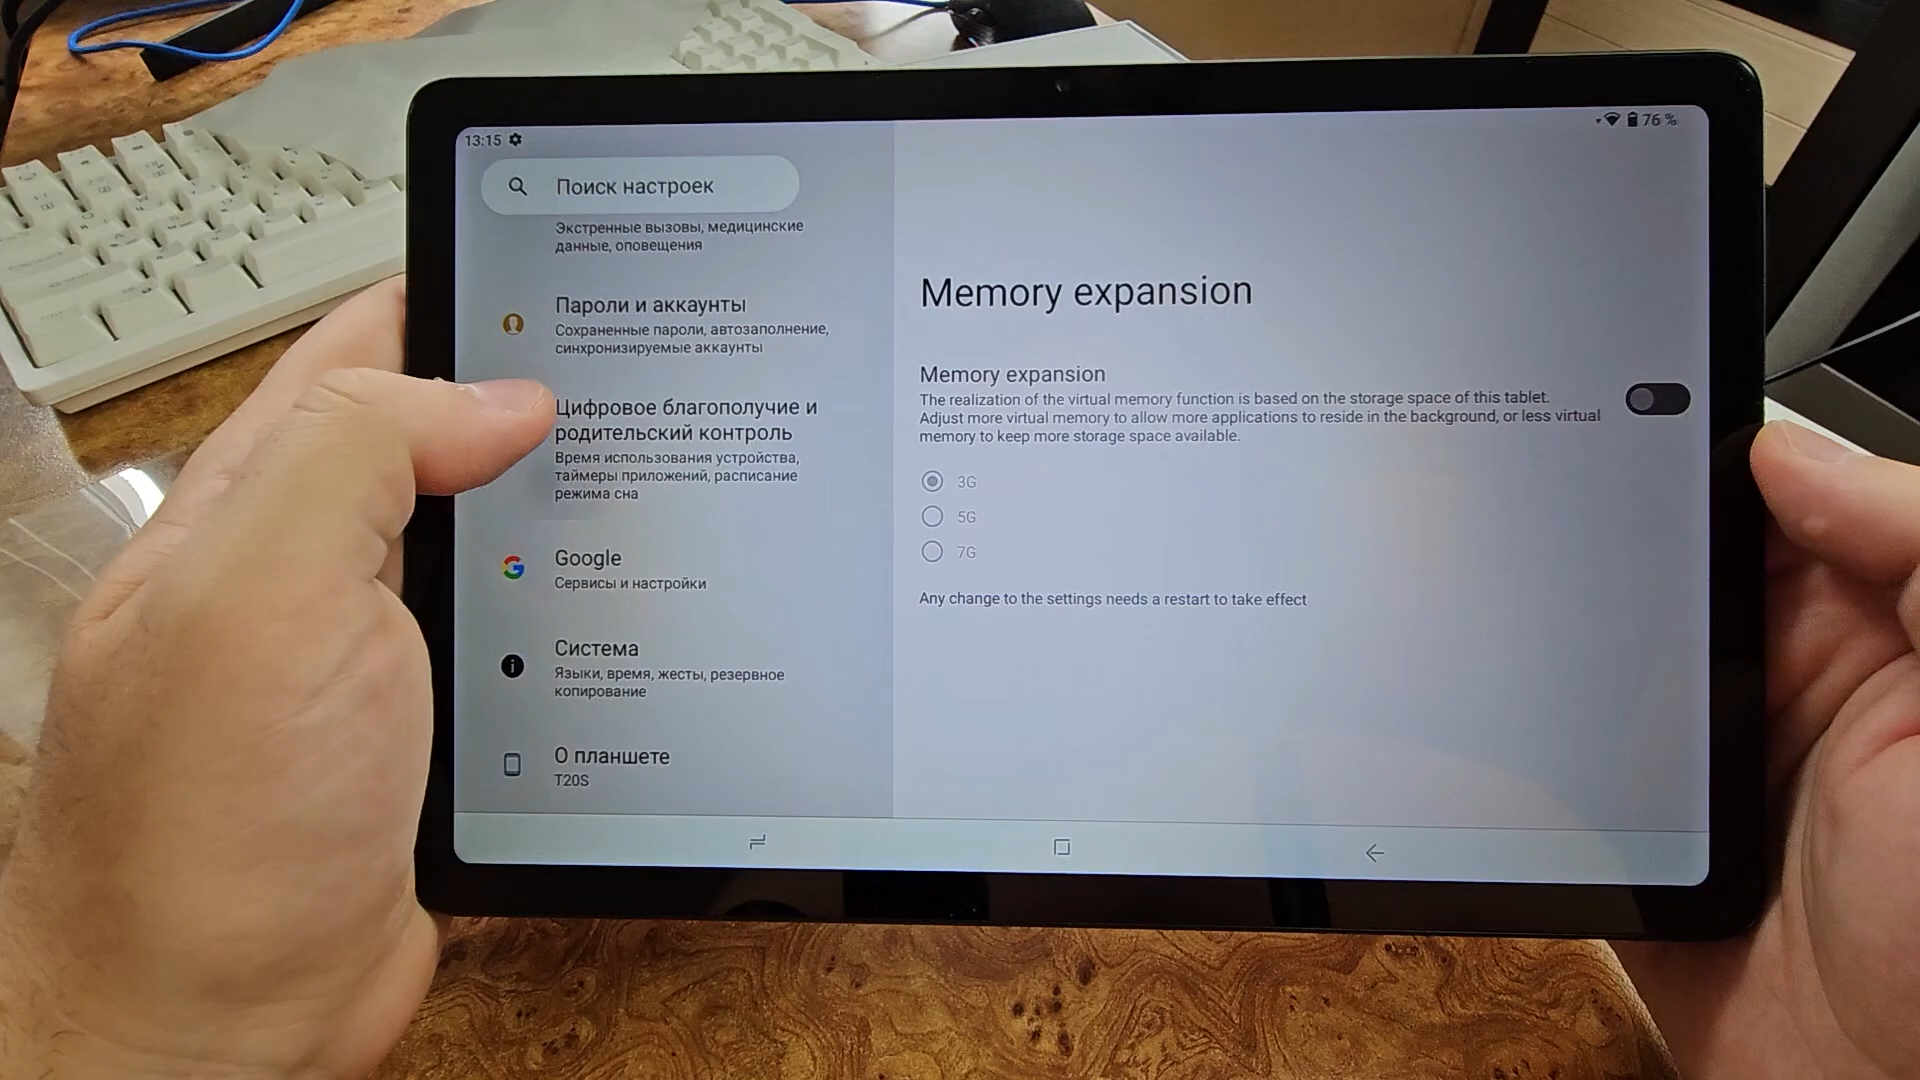 13:15
76 %
Поиск настроек
Экстренные вызовы, медицинские
данные, оповещения
Пароли и аккаунты
Сохраненные пароли, автозаполнение,
синхронизируемые аккаунты
Цифровое благополучие и
родительский контроль
Время использования устройства,
таймеры приложений, расписание
режима сна
Google
Сервисы и настройки
Система
Языки, время, жесты, резервное
копирование
О планшете
T20S
Memory expansion
Memory expansion
The realization of the virtual memory function is based on the storage space of this tablet.
Adjust more virtual memory to allow more applications to reside in the background, or less virtual
memory to keep more storage space available.
3G
5G
7G
Any change to the settings needs a restart to take effect